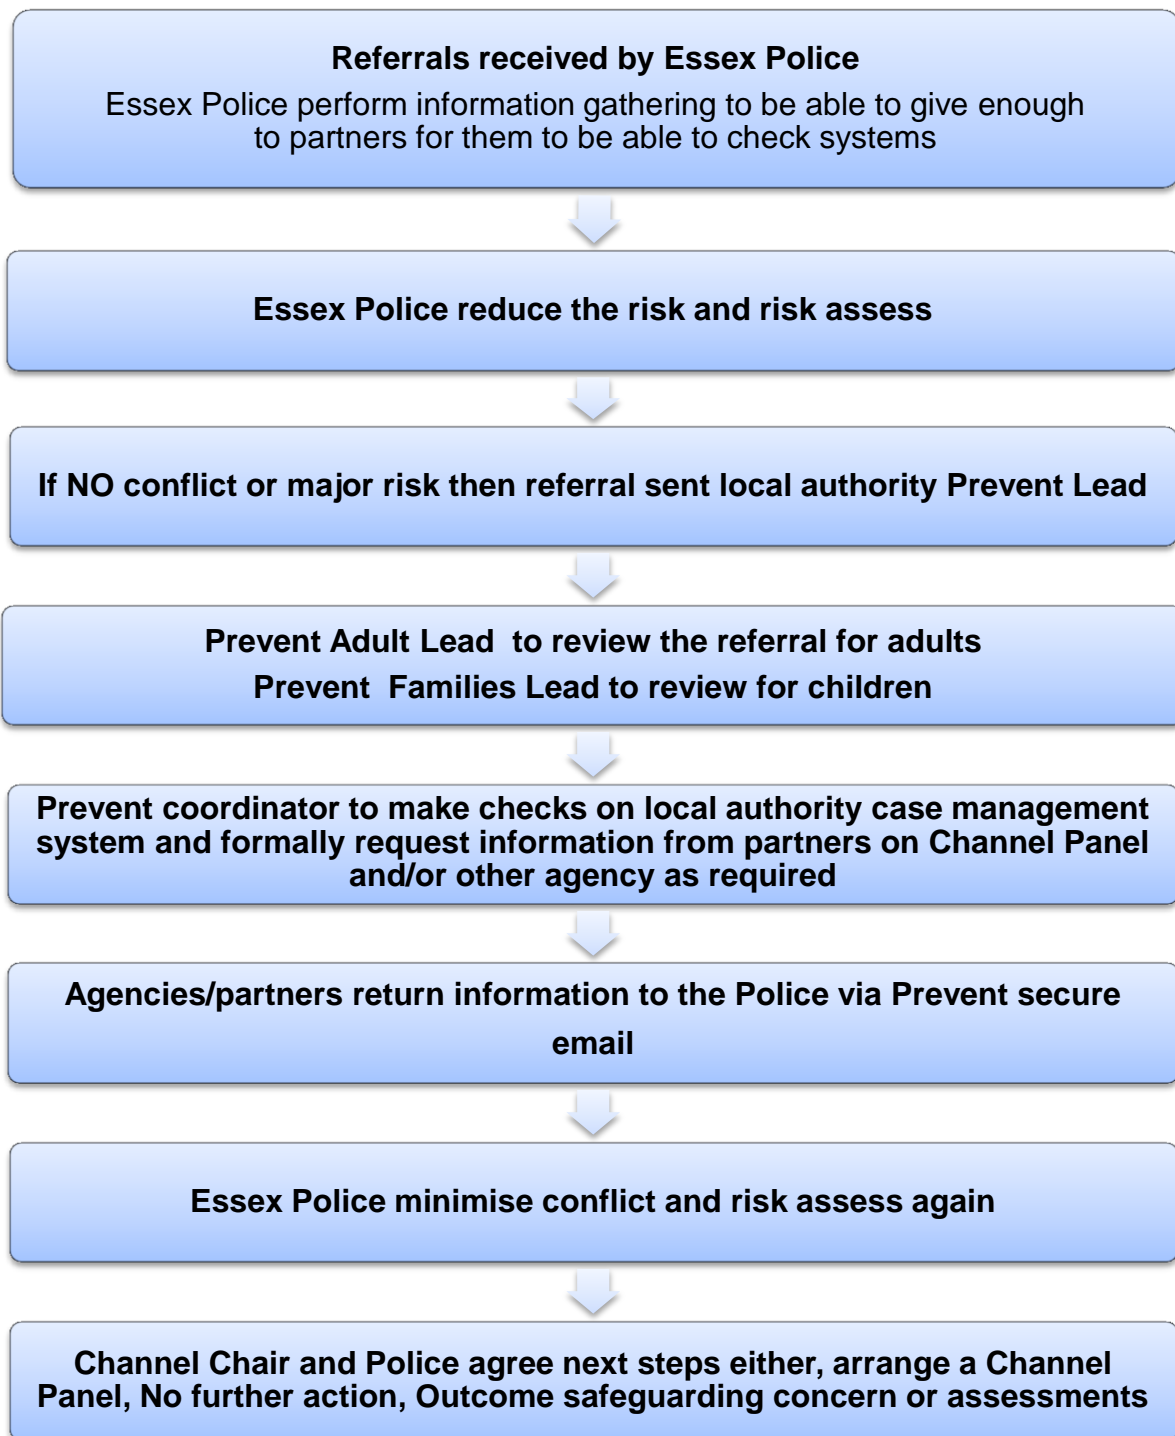 Referrals received by Essex Police
Essex Police perform information gathering to be able to give enough
to partners for them to be able to check systems
Essex Police reduce the risk and risk assess
If NO conflict or major risk then referral sent local authority Prevent Lead
Prevent Adult Lead  to review the referral for adults
Prevent  Families Lead to review for children
Prevent coordinator to make checks on local authority case management
system and formally request information from partners on Channel Panel
and/or other agency as required
Agencies/partners return information to the Police via Prevent secure
email
Essex Police minimise conflict and risk assess again
Channel Chair and Police agree next steps either, arrange a Channel
Panel, No further action, Outcome safeguarding concern or assessments